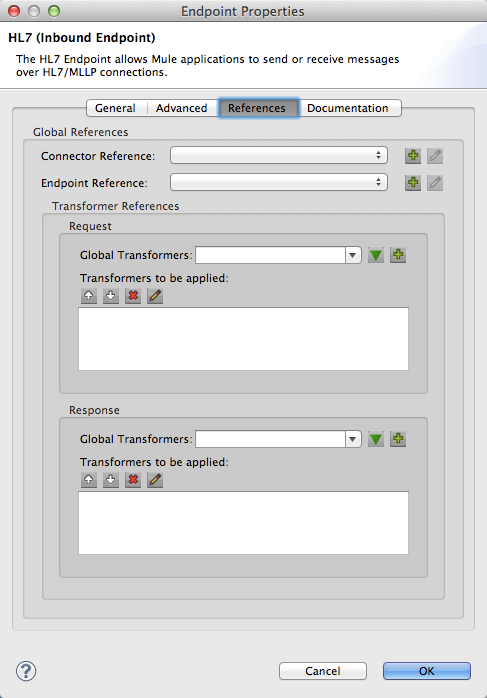 Endpoint Properties
HL7 (Inbound Endpoint)
The HL7 Endpoint allows Mule applications to send or receive messages
over HL7/MLLP connections.
General Advanced References Documentation
Global References
Connector Reference:
Endpoint Reference:
Transformer References
Request
Global Transformers:
Transformers to be applied:
Response
Global Transformers:
Transformers to be applied:
? Cancel OK